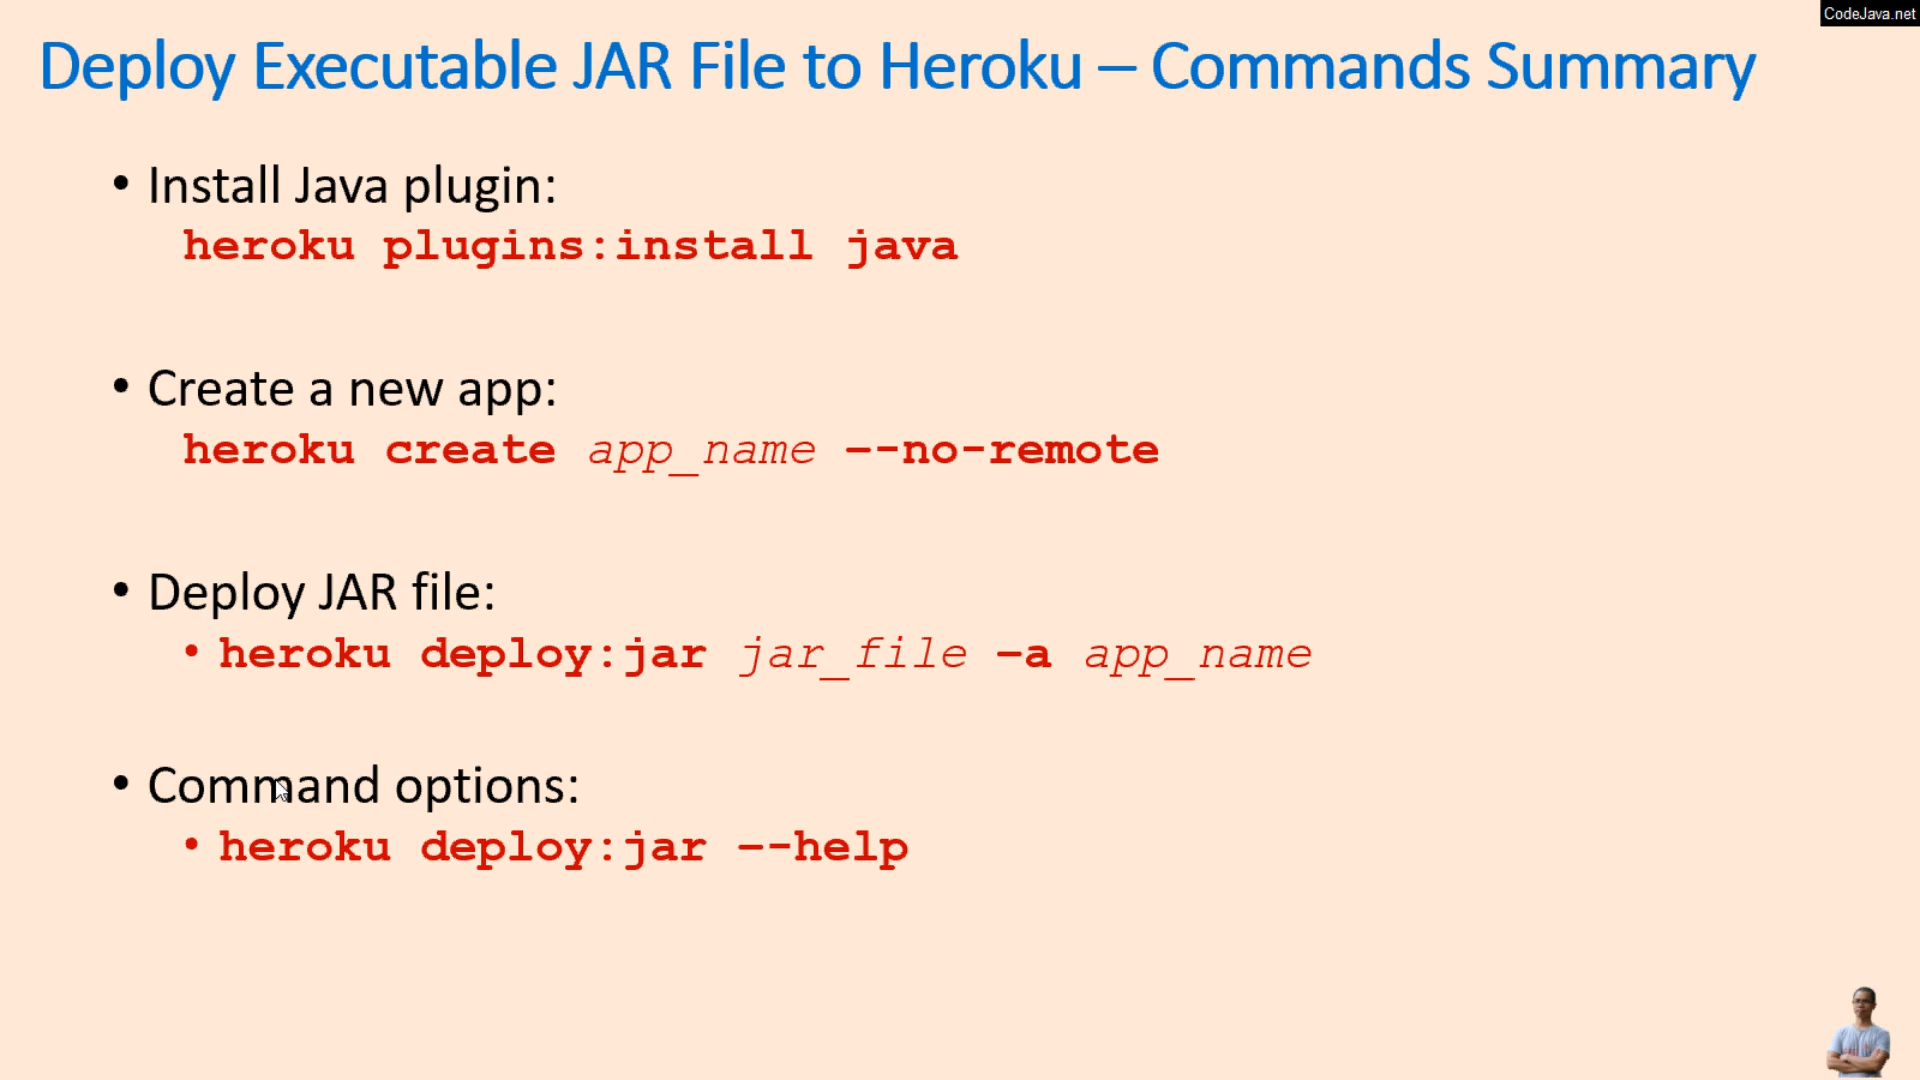 CodeJava.net
Deploy Executable JAR File to Heroku – Commands Summary
• Install Java plugin:
heroku plugins:install java
• Create a new app:
heroku create app_name –-no-remote
• Deploy JAR file:
• heroku deploy:jar jar_file –a app_name
• Command options:
• heroku deploy:jar –-help